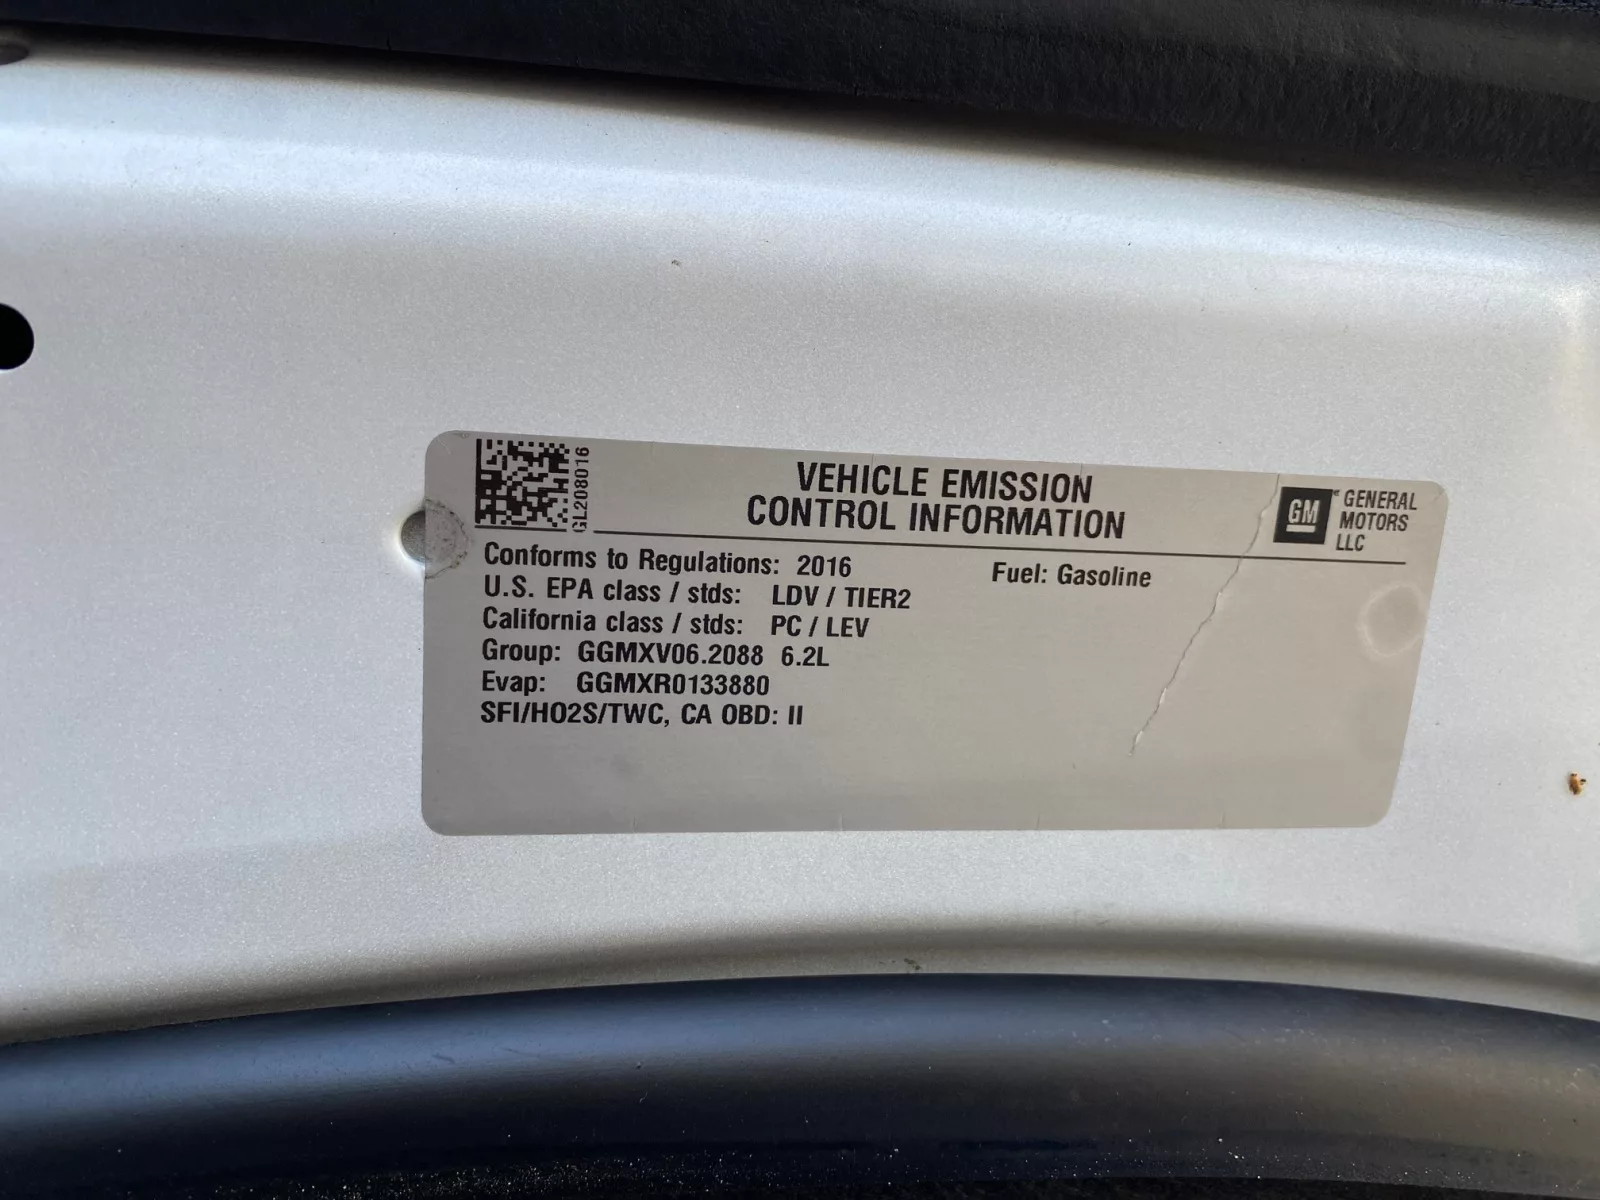 GL208016
VEHICLE EMISSION
CONTROL INFORMATION
GM
GENERAL
MOTORS
LLC
Conforms to Regulations: 2016
Fuel: Gasoline
U.S. EPA class / stds: LDV / TIER2
California class / stds: PC / LEV
Group: GGMXV06.2088 6.2L
Evap: GGMXR0133880
SFI/HO2S/TWC, CA OBD: II